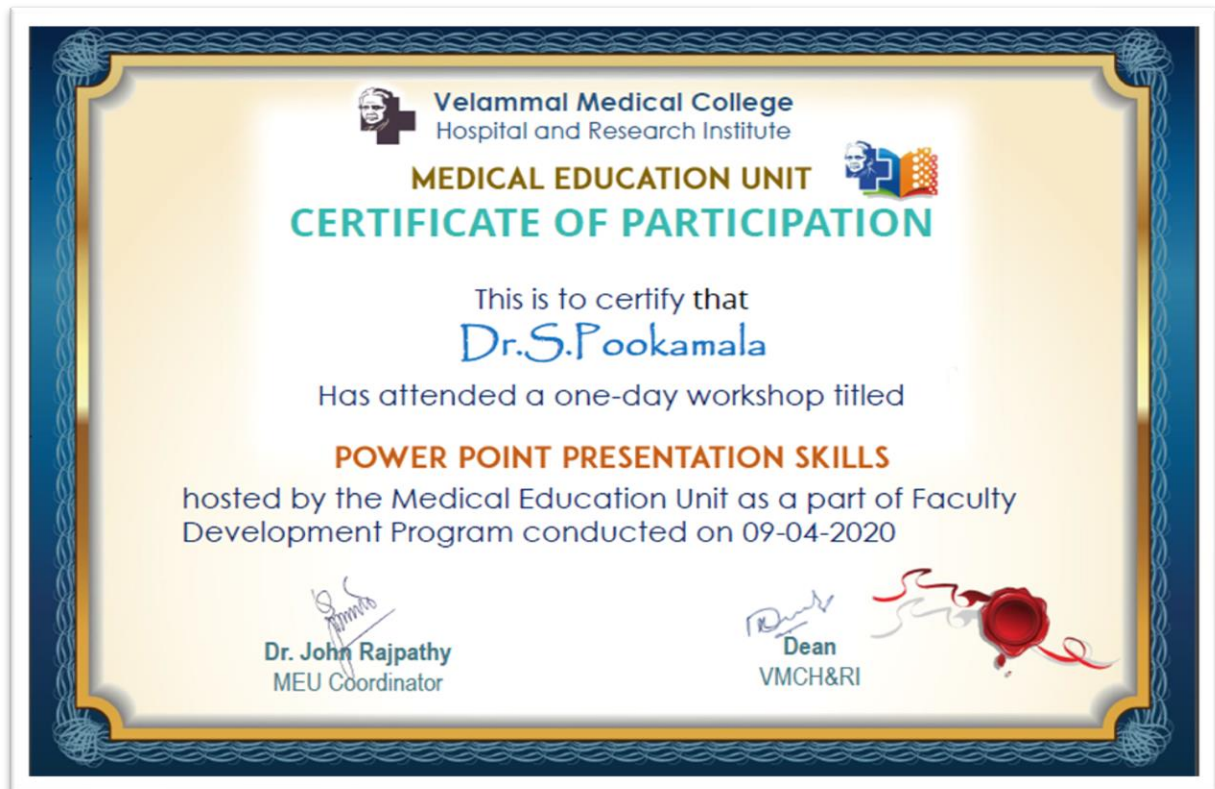 Velammal Medical College
Hospital and Research Institute
MEDICAL EDUCATION UNIT
CERTIFICATE OF PARTICIPATION
This is to certify that
Dr.S.Pookamala
Has attended a one-day workshop titled
POWER POINT PRESENTATION SKILLS
hosted by the Medical Education Unit as a part of Faculty
Development Program conducted on 09-04-2020
Dr. John Rajpathy
MEU Coordinator
Dean
VMCH&RI